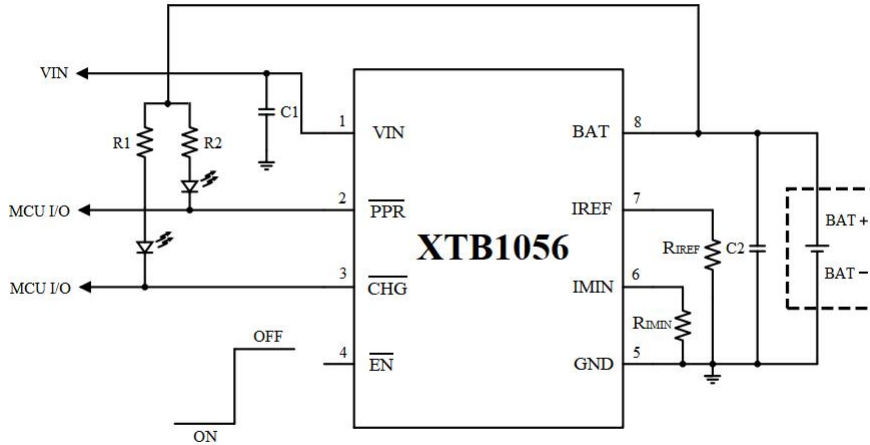 VIN
C1
R1
R2
1
VIN
BAT
8
MCU I/O
2
PPR
IREF
7
BAT+
XTB1056
RIREF
C2
MCU I/O
3
CHG
IMIN
6
BAT−
RIMIN
OFF
4
EN
GND
5
ON